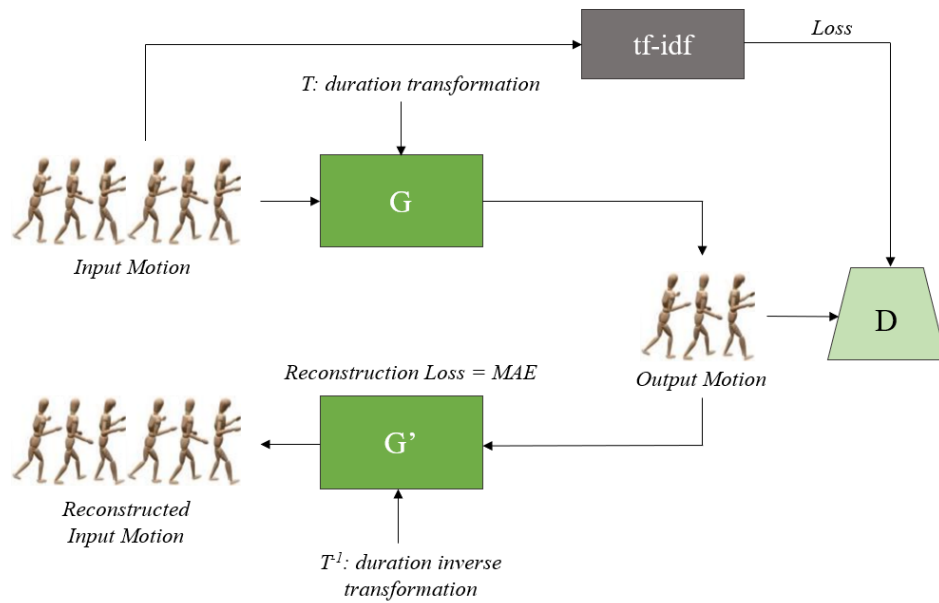 tf-idf
Loss
T: duration transformation
G
Input Motion
D
Output Motion
Reconstruction Loss = MAE
G’
Reconstructed
Input Motion
T⁻¹: duration inverse
transformation